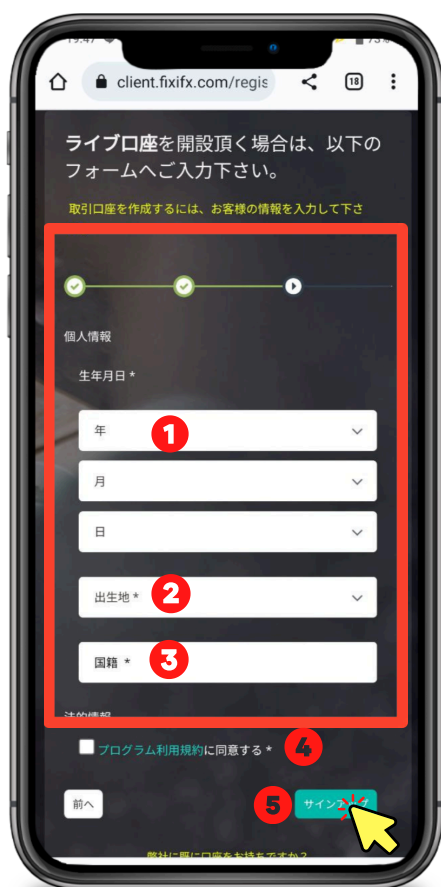 client.fixifx.com/regis
18
ライブ口座を開設頂く場合は、以下の
フォームへご入力下さい。
取引口座を作成するには、お客様の情報を入力して下さ
個人情報
生年月日 *
年
1
月
日
出生地 *
2
国籍 *
3
プログラム利用規約に同意する *
4
前へ
5